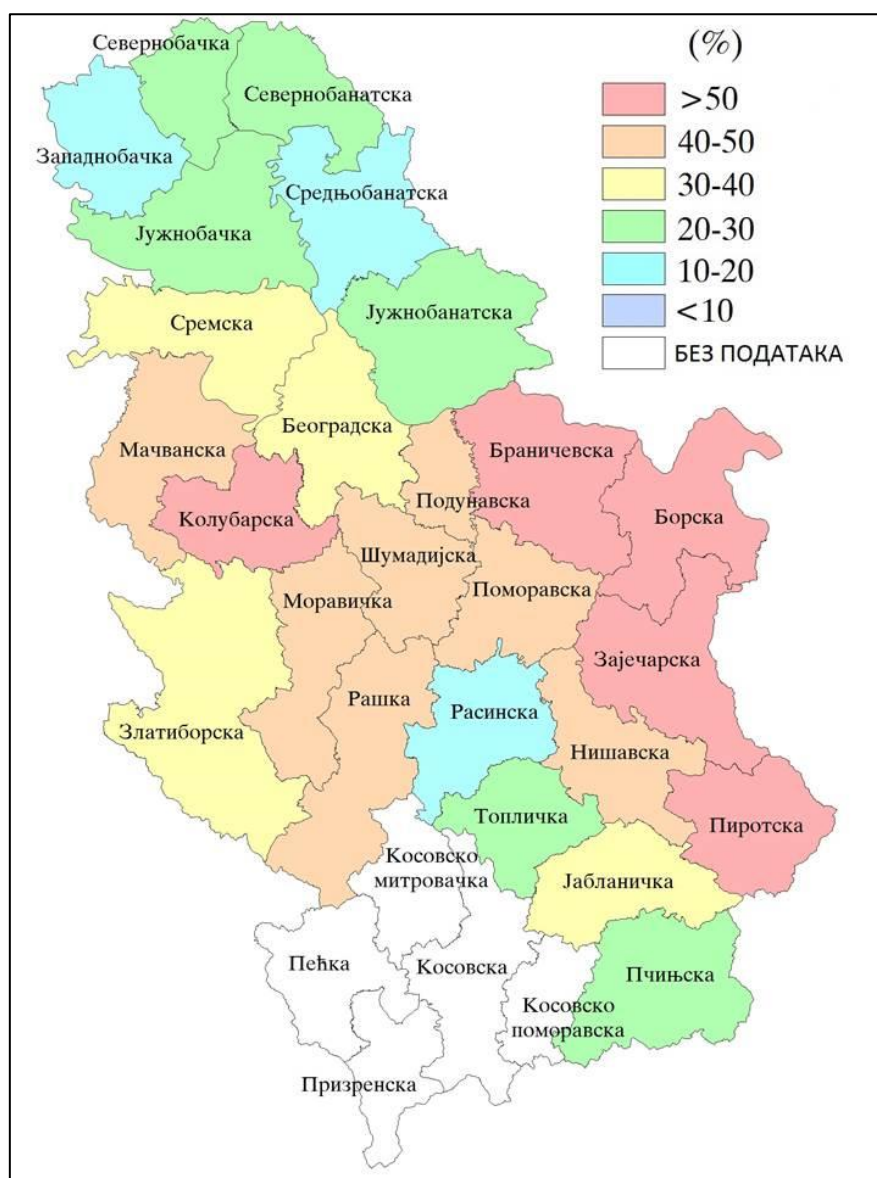 (%)
>50
40-50
30-40
20-30
10-20
<10
БЕЗ ПОДАТАКА
Севернобачка
Севернобанатска
Западнобачка
Средњобанатска
Јужнобачка
Јужнобанатска
Сремска
Београдска
Мачванска
Браничевска
Подунавска
Колубарска
Борска
Шумадијска
Поморавска
Моравичка
Зајечарска
Рашка
Расинска
Златиборска
Нишавска
Топличка
Пиротска
Косовско
митровачка
Јабланичка
Пећка
Косовска
Пчињска
Косовско
поморавска
Призренска